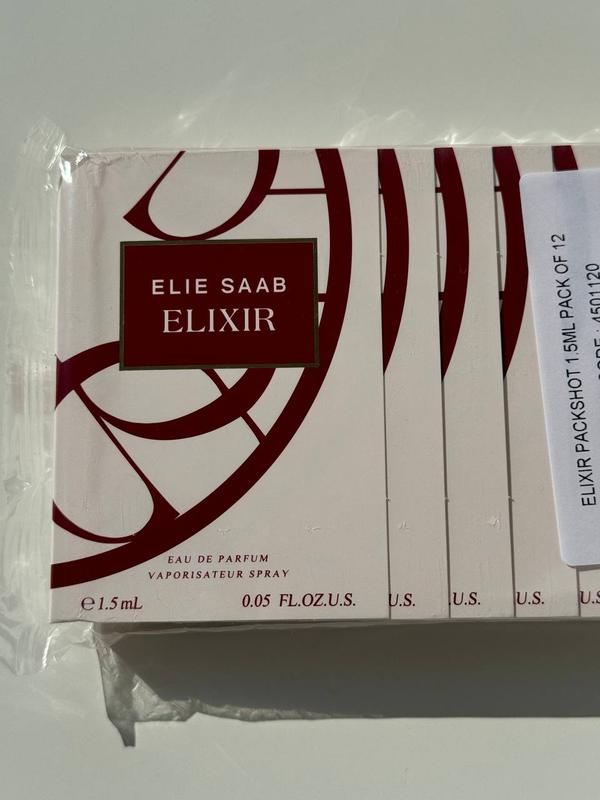 ELIE SAAB
ELIXIR
EAU DE PARFUM
VAPORISATEUR SPRAY
℮ 1.5 mL 0.05 FL.OZ.U.S.
U.S.
.U.S.
U.S.
U.S
ELIXIR PACKSHOT 1.5ML PACK OF 12
: 4501120